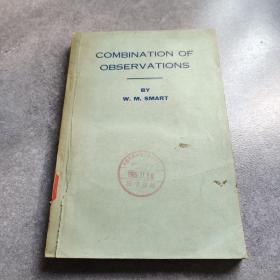 COMBINATION OF
OBSERVATIONS
BY
W. M. SMART